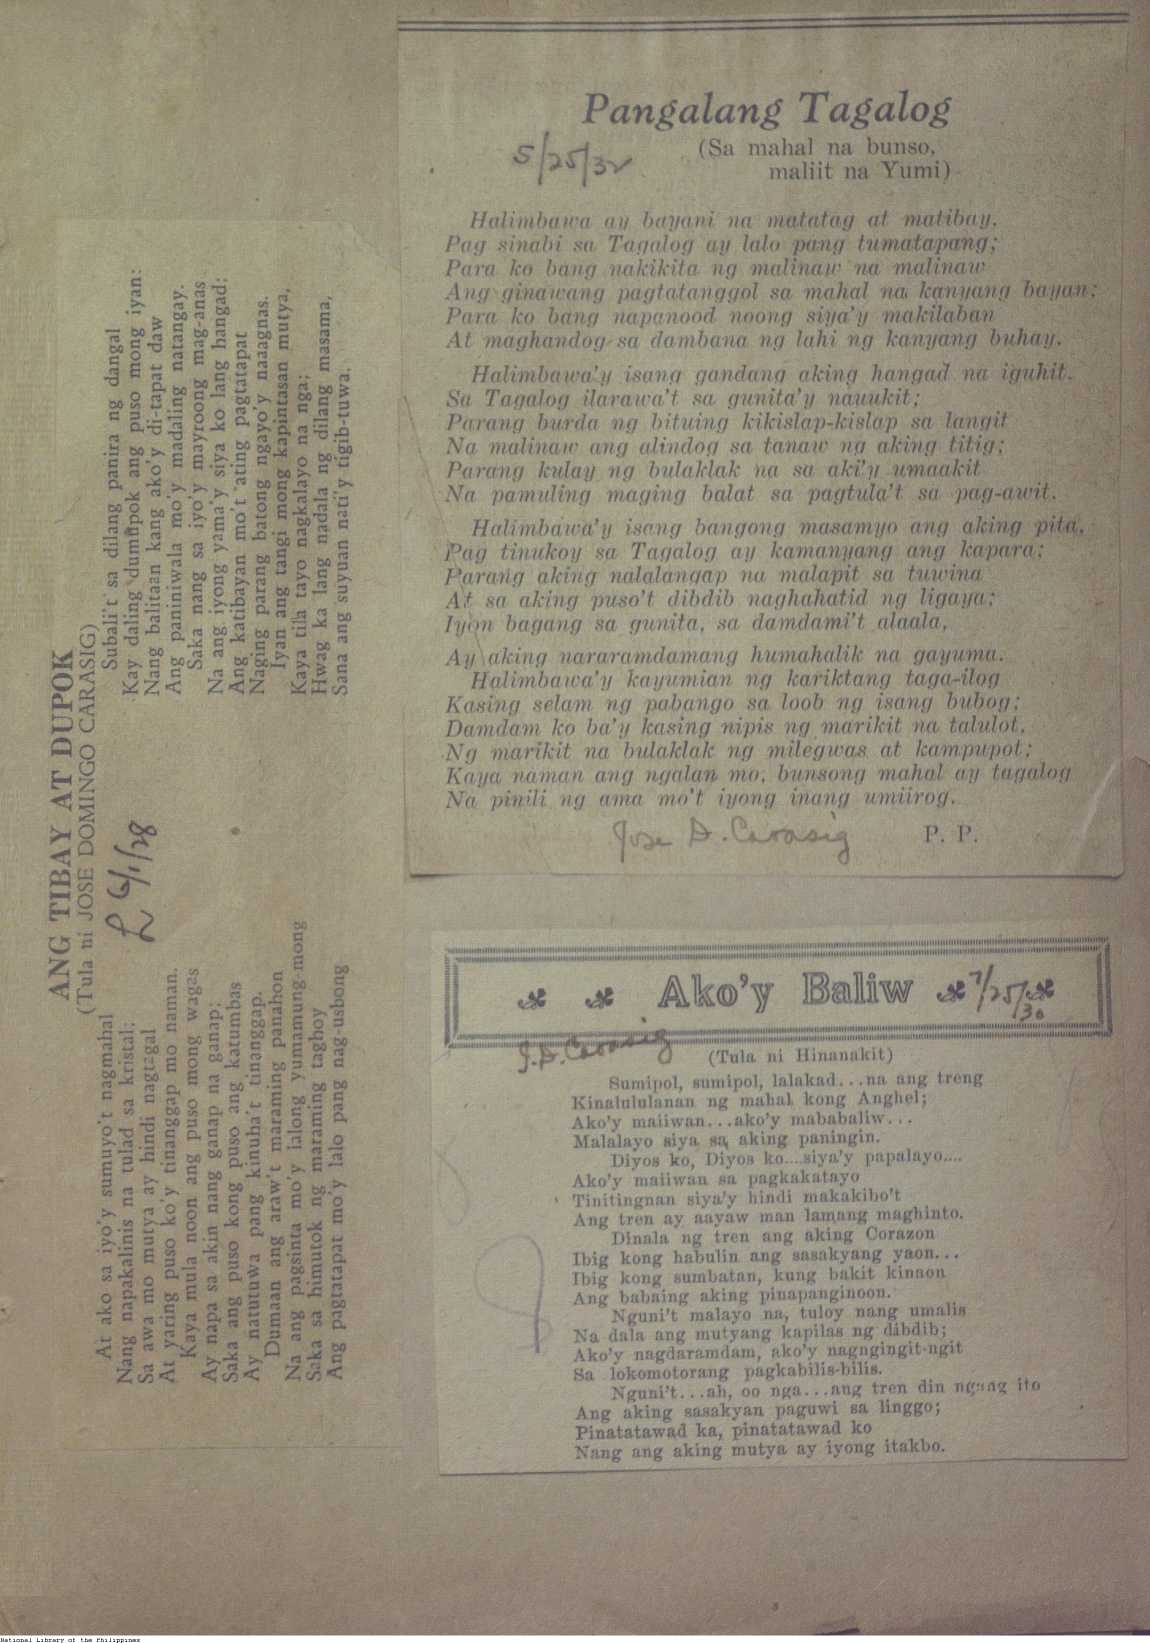 ANG TIBAY AT DUPOK
(Tula ni JOSE DOMINGO CARASIG)
£ 6/1/28
At ako sa iyo'y sumuyo't nagmahal
Nang napakalinis na tulad sa kristal;
Sa awa mo mutya ay hindi nagtagal
At yaring puso ko'y tinanggap mo naman.
Kaya mula noon ang puso mong wagas
Ay napa sa akin nang ganap na ganap;
Saka ang puso kong puso ang katumbas
Ay natutuwa pang kinuha't tinanggap.
Dumaan ang araw't maraming panahon
Na ang pagsinta mo'y lalong yumamung-mong
Saka sa himutok ng maraming tagboy
Ang pagtatapat mo'y lalo pang nag-usbong
Subali't sa dilang panira ng dangal
Kay daling dumupok ang puso mong iyan:
Nang balitaan kang ako'y di-tapat daw
Ang paniniwala mo'y madaling natangay.
Saka nang sa iyo'y mayroong mag-anas
Na ang iyong yama'y siya ko lang hangad;
Ang katibayan mo't ating pagtatapat
Naging parang batong ngayo'y naaagnas.
Iyan ang tangi mong kapintasan mutya,
Kaya tila tayo nagkalayo na nga;
Hwag ka lang nadala ng dilang masama,
Sana ang suyuan nati'y tigib-tuwa.
Pangalang Tagalog
5/25/32
(Sa mahal na bunso,
maliit na Yumi)
Halimbawa ay bayani na matatag at matibay,
Pag sinabi sa Tagalog ay lalo pang tumatapang;
Para ko bang nakikita ng malinaw na malinaw
Ang ginawang pagtatanggol sa mahal na kanyang bayan;
Para ko bang napanood noong siya'y makilaban
At maghandog sa dambana ng lahi ng kanyang buhay.
Halimbawa'y isang gandang aking hangad na iguhit.
Sa Tagalog ilarawa't sa gunita'y nauukit;
Parang burda ng bituing kikislap-kislap sa langit
Na malinaw ang alindog sa tanaw ng aking titig;
Parang kulay ng bulaklak na sa aki'y umaakit
Na pamuling maging balat sa pagtula't sa pag-awit.
Halimbawa'y isang bangong masamyo ang aking pita,
Pag tinukoy sa Tagalog ay kamanyang ang kapara;
Parang aking nalalangap na malapit sa tuwina
At sa aking puso't dibdib naghahatid ng ligaya;
Iyon bagang sa gunita, sa damdami't alaala,
Ay aking nararamdamang humahalik na gayuma.
Halimbawa'y kayumian ng kariktang taga-ilog
Kasing selam ng pabango sa loob ng isang bubog;
Damdam ko ba'y kasing nipis ng marikit na talulot,
Ng marikit na bulaklak ng milegwas at kampupot;
Kaya naman ang ngalan mo, bunsong mahal ay tagalog
Na pinili ng ama mo't iyong inang umiirog.
Jose D. Carasig
P. P.
Ako'y Baliw
7/25/30
J. D. Carasig
(Tula ni Hinanakit)
Sumipol, sumipol, lalakad...na ang treng
Kinalululanan ng mahal kong Anghel;
Ako'y maiiwan...ako'y mababaliw...
Malalayo siya sa aking paningin.
Diyos ko, Diyos ko....siya'y papalayo....
Ako'y maiiwan sa pagkakatayo
Tinitingnan siya'y hindi makakibo't
Ang tren ay aayaw man lamang maghinto.
Dinala ng tren ang aking Corazon
Ibig kong habulin ang sasakyang yaon...
Ibig kong sumbatan, kung bakit kinaon
Ang babaing aking pinapanginoon.
Nguni't malayo na, tuloy nang umalis
Na dala ang mutyang kapilas ng dibdib;
Ako'y nagdaramdam, ako'y nagngingit-ngit
Sa lokomotorang pagkabilis-bilis.
Nguni't...ah, oo nga...ang tren din ngang ito
Ang aking sasakyan paguwi sa linggo;
Pinatatawad ka, pinatatawad ko
Nang ang aking mutya ay iyong itakbo.
National Library of the Philippines